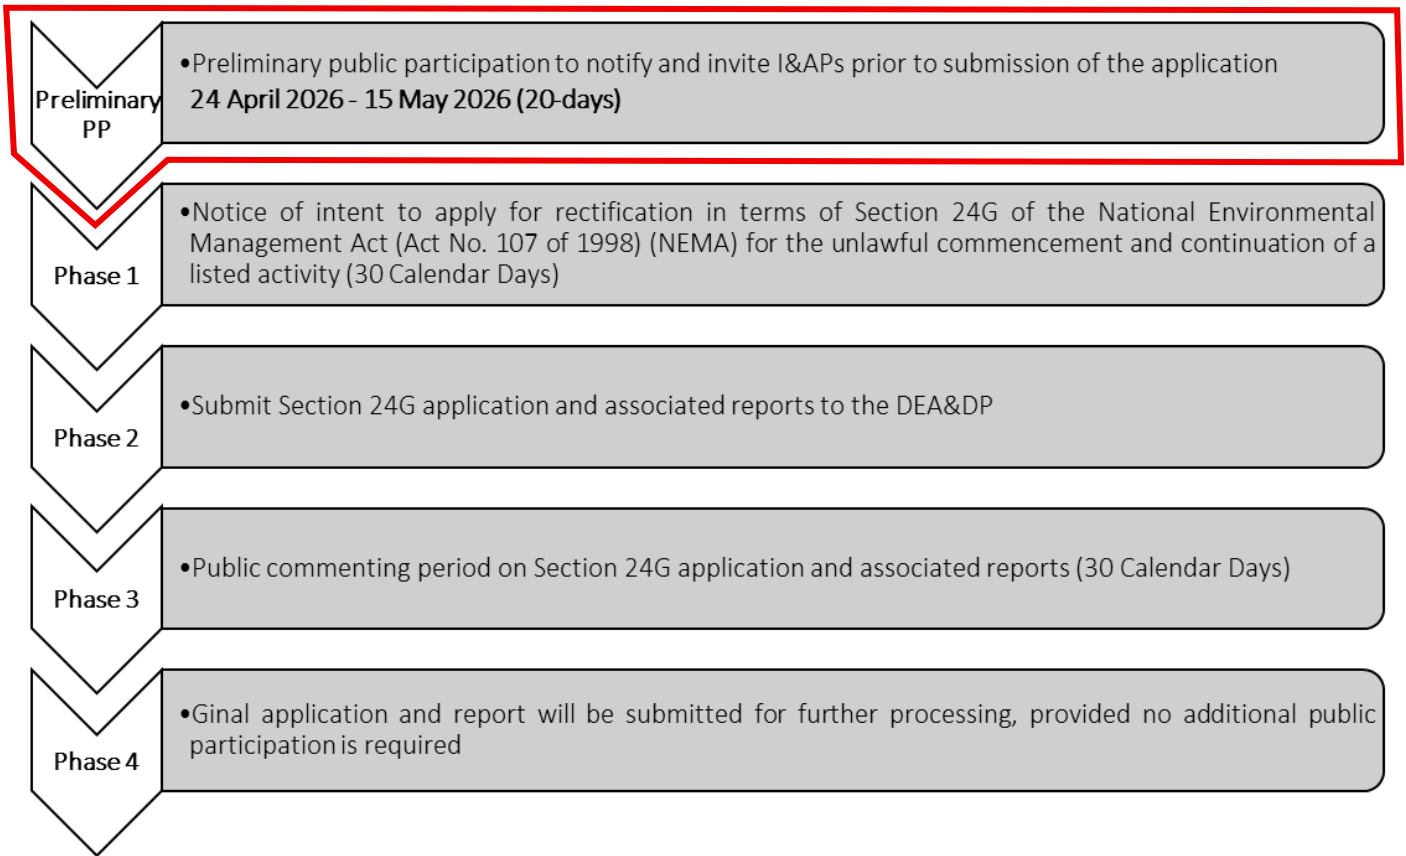 Preliminary
PP
•Preliminary public participation to notify and invite I&APs prior to submission of the application
24 April 2026 - 15 May 2026 (20-days)
Phase 1
•Notice of intent to apply for rectification in terms of Section 24G of the National Environmental
Management Act (Act No. 107 of 1998) (NEMA) for the unlawful commencement and continuation of a
listed activity (30 Calendar Days)
Phase 2
•Submit Section 24G application and associated reports to the DEA&DP
Phase 3
•Public commenting period on Section 24G application and associated reports (30 Calendar Days)
Phase 4
•Ginal application and report will be submitted for further processing, provided no additional public
participation is required